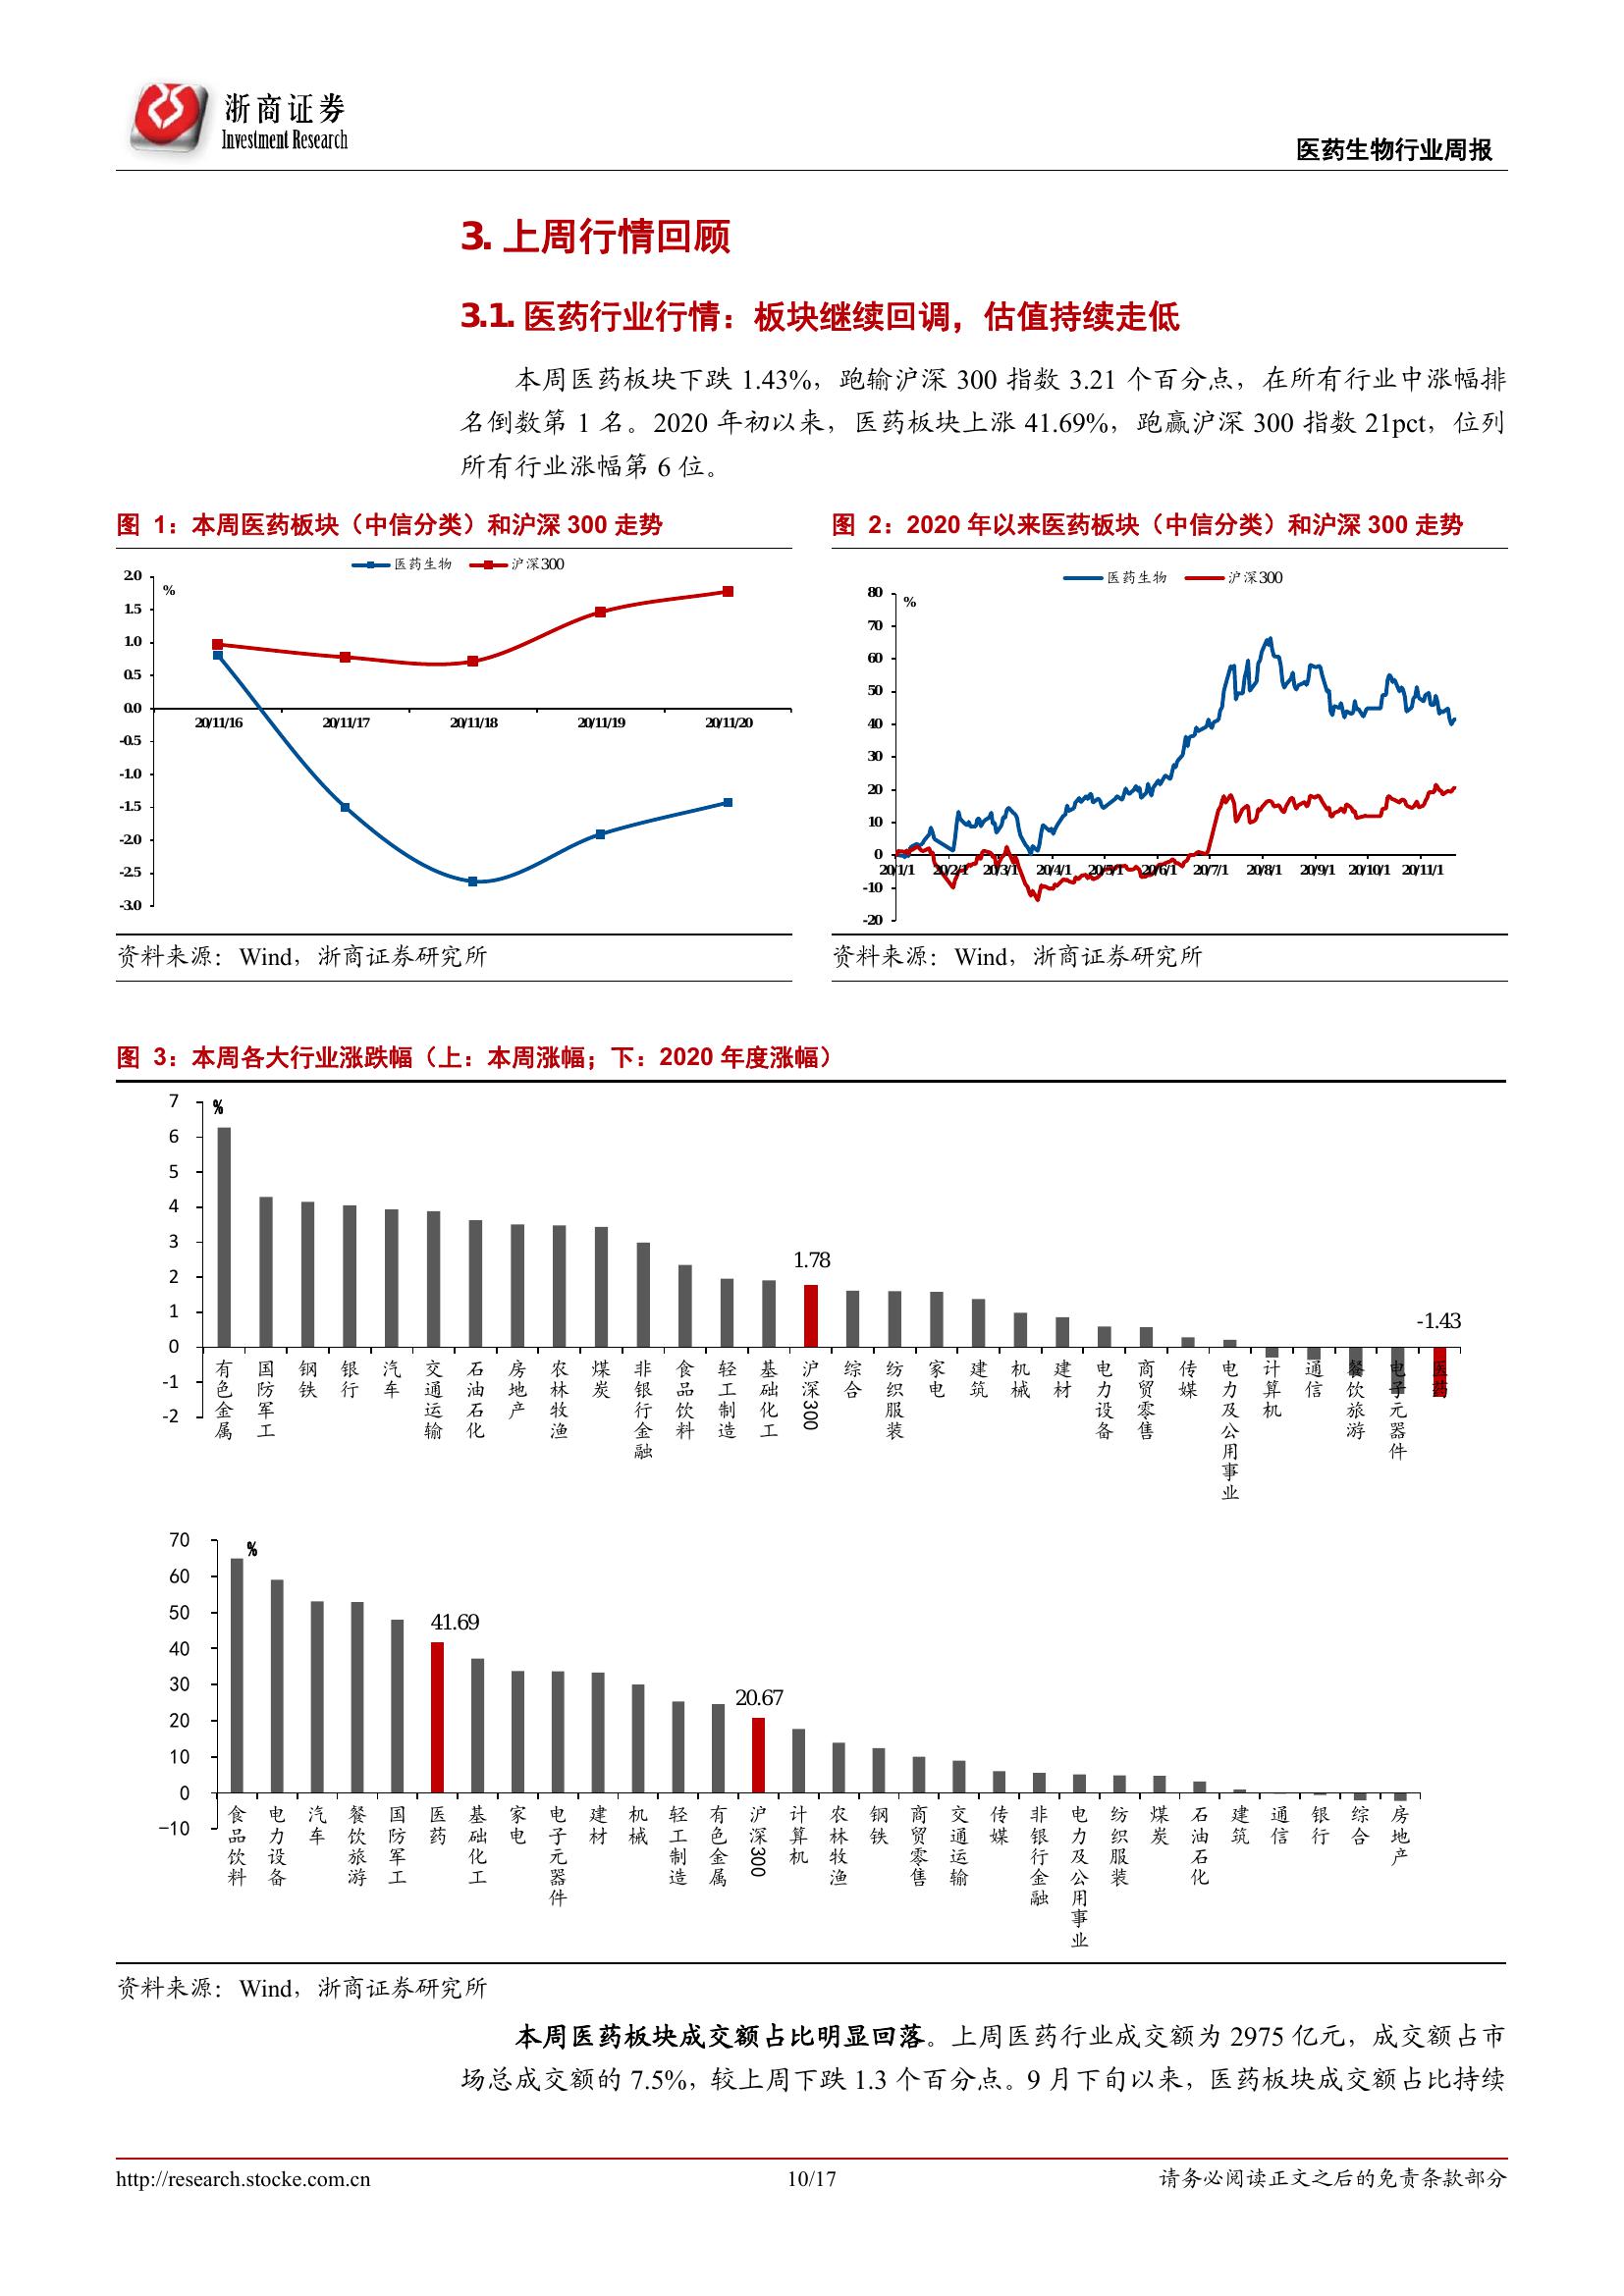 浙商证券
Investment Research
医药生物行业周报
3. 上周行情回顾
3.1. 医药行业行情：板块继续回调，估值持续走低
本周医药板块下跌 1.43%，跑输沪深 300 指数 3.21 个百分点，在所有行业中涨幅排
名倒数第 1 名。2020 年初以来，医药板块上涨 41.69%，跑赢沪深 300 指数 21pct，位列
所有行业涨幅第 6 位。
图 1：本周医药板块（中信分类）和沪深 300 走势
医药生物 沪深300
%
2.0
1.5
1.0
0.5
0.0
-0.5
-1.0
-1.5
-2.0
-2.5
-3.0
20/11/16 20/11/17 20/11/18 20/11/19 20/11/20
资料来源：Wind，浙商证券研究所
图 2：2020 年以来医药板块（中信分类）和沪深 300 走势
医药生物 沪深300
%
80
70
60
50
40
30
20
10
0
-10
-20
20/1/1 20/2/1 20/3/1 20/4/1 20/5/1 20/6/1 20/7/1 20/8/1 20/9/1 20/10/1 20/11/1
资料来源：Wind，浙商证券研究所
图 3：本周各大行业涨跌幅（上：本周涨幅；下：2020 年度涨幅）
%
7
6
5
4
3
2
1
0
-1
-2
1.78
-1.43
有色金属
国防军工
钢铁
银行
汽车
交通运输
石油石化
房地产
农林牧渔
煤炭
非银行金融
食品饮料
轻工制造
基础化工
沪深300
综合
纺织服装
家电
建筑
机械
建材
电力设备
商贸零售
传媒
电力及公用事业
计算机
通信
餐饮旅游
电子元器件
医药
%
70
60
50
40
30
20
10
0
-10
41.69
20.67
食品饮料
电力设备
汽车
餐饮旅游
国防军工
医药
基础化工
家电
电子元器件
建材
机械
轻工制造
有色金属
沪深300
计算机
农林牧渔
钢铁
商贸零售
交通运输
传媒
非银行金融
电力及公用事业
纺织服装
煤炭
石油石化
建筑
通信
银行
综合
房地产
资料来源：Wind，浙商证券研究所
本周医药板块成交额占比明显回落。上周医药行业成交额为 2975 亿元，成交额占市
场总成交额的 7.5%，较上周下跌 1.3 个百分点。9 月下旬以来，医药板块成交额占比持续
http://research.stocke.com.cn
10/17
请务必阅读正文之后的免责条款部分